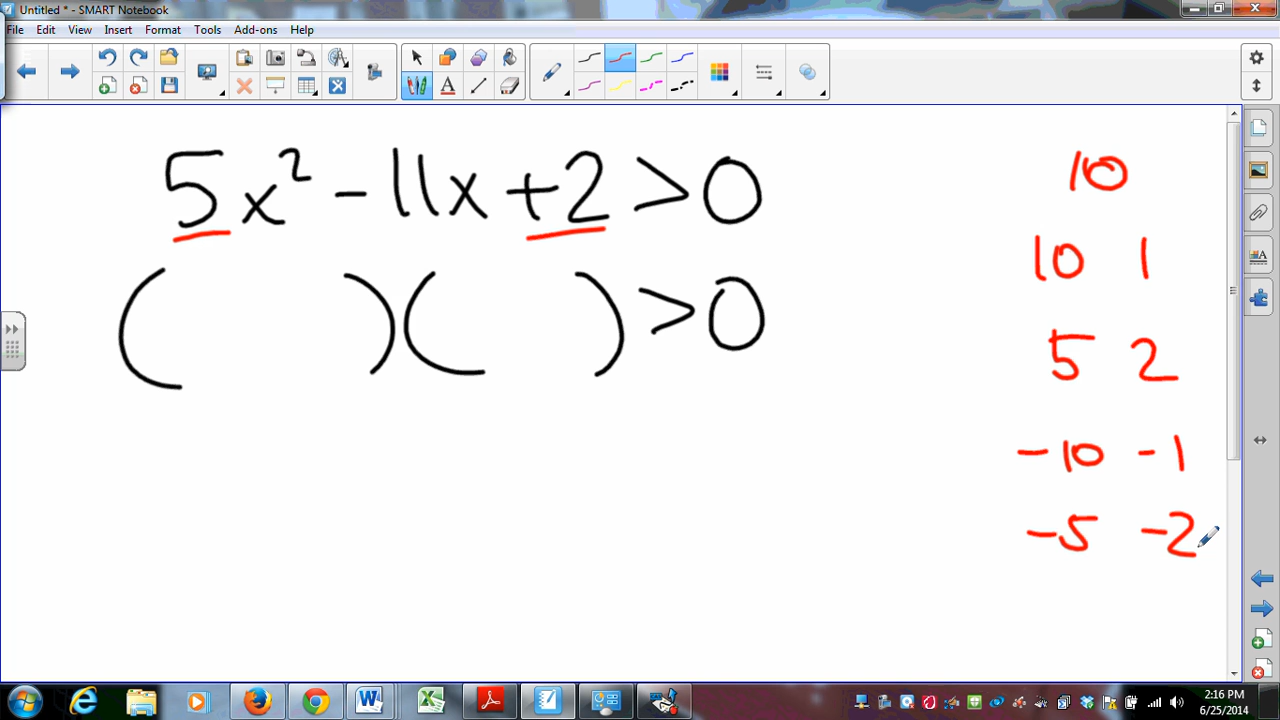 Untitled * - SMART Notebook
File Edit View Insert Format Tools Add-ons Help
5x² - 11x + 2 > 0
( )( ) > 0
10
10 1
5 2
-10 -1
-5 -2
2:16 PM
6/25/2014